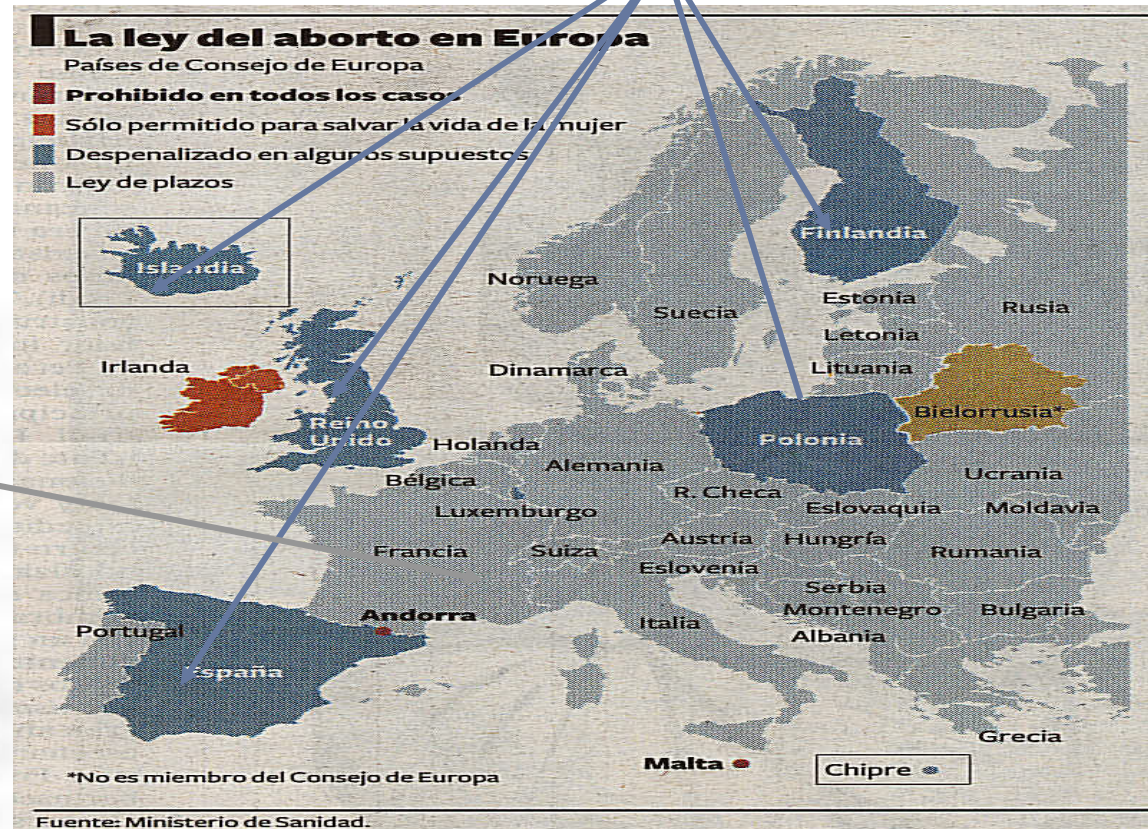 La ley del aborto en Europa
Países de Consejo de Europa
Prohibido en todos los casos
Sólo permitido para salvar la vida de la mujer
Despenalizado en algunos supuestos
Ley de plazos
Islandia
Finlandia
Noruega
Suecia
Estonia
Rusia
Letonia
Irlanda
Dinamarca
Lituania
Bielorrusia*
Reino
Unido
Holanda
Polonia
Alemania
Bélgica
Ucrania
R. Checa
Luxemburgo
Eslovaquia
Moldavia
Francia
Suiza
Austria
Hungría
Rumania
Eslovenia
Serbia
Andorra
Montenegro
Bulgaria
Portugal
Italia
Albania
España
Grecia
Malta
Chipre
*No es miembro del Consejo de Europa
Fuente: Ministerio de Sanidad.